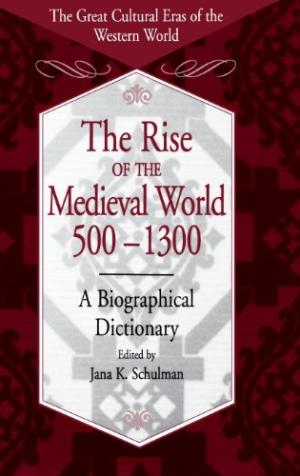 The Great Cultural Eras of the
Western World
The Rise
OF THE
Medieval World
500 – 1300
A Biographical
Dictionary
Edited by
Jana K. Schulman